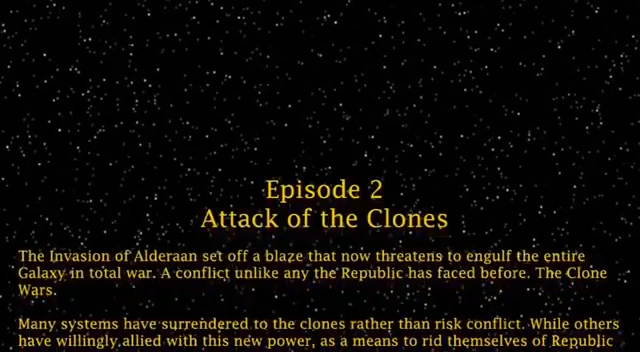 Episode 2
Attack of the Clones
The Invasion of Alderaan set off a blaze that now threatens to engulf the entire
Galaxy in total war. A conflict unlike any the Republic has faced before. The Clone
Wars.
Many systems have surrendered to the clones rather than risk conflict. While others
have willingly allied with this new power, as a means to rid themselves of Republic